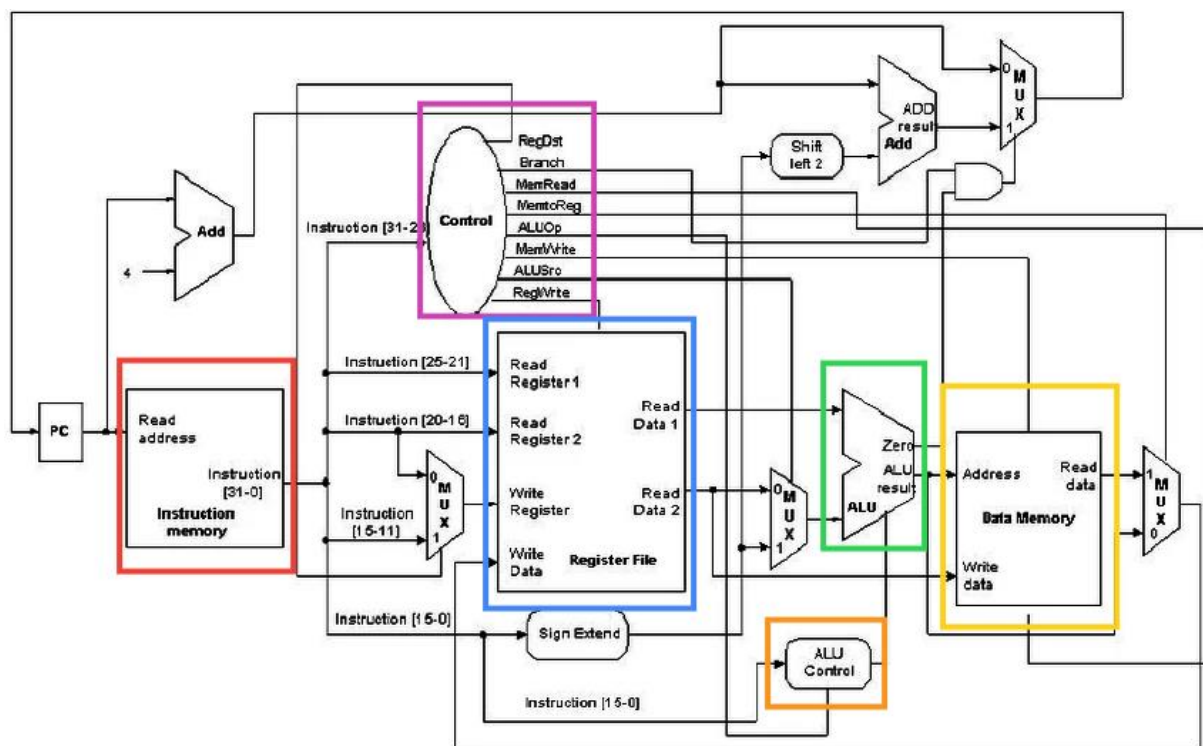 0
M
U
X
1
ADD
result
Add
Shift
left 2
RegDst
Branch
MemRead
MemtoReg
ALUOp
MemWrite
ALUSrc
RegWrite
Control
Add
4
PC
Read
address
Instruction
[31-0]
Instruction
memory
Instruction [25-21]
Instruction [20-16]
Instruction
[15-11]
Instruction [15-0]
0
M
U
X
1
Read
Register 1
Read
Register 2
Write
Register
Write
Data
Read
Data 1
Read
Data 2
Register File
Sign Extend
Instruction [15-0]
0
M
U
X
1
Zero
ALU
result
ALU
ALU
Control
Address
Read
data
Data Memory
Write
data
1
M
U
X
0